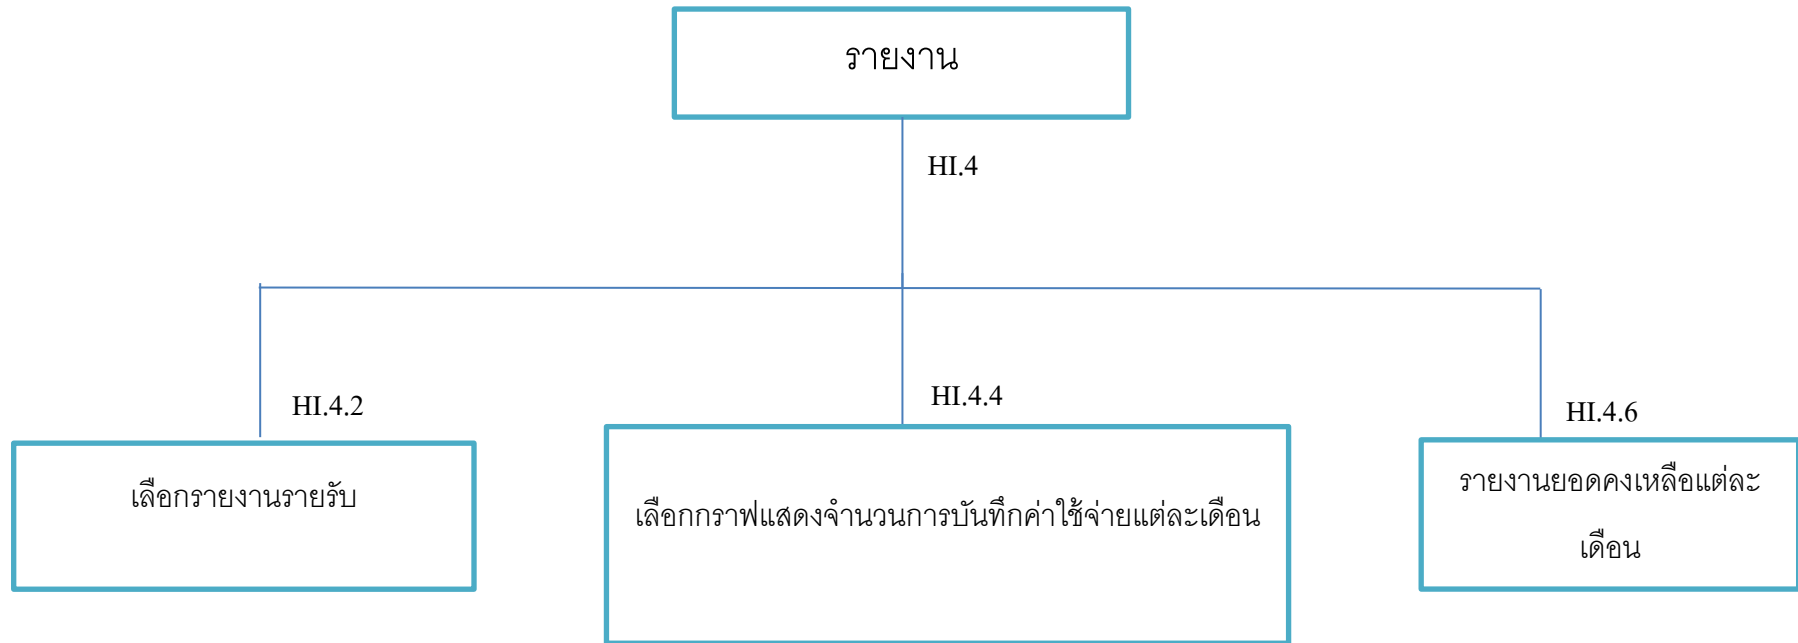 รายงาน
HI.4
HI.4.2
HI.4.4
HI.4.6
เลือกรายงานรายรับ
เลือกกราฟแสดงจำนวนการบันทึกค่าใช้จ่ายแต่ละเดือน
รายงานยอดคงเหลือแต่ละ
เดือน